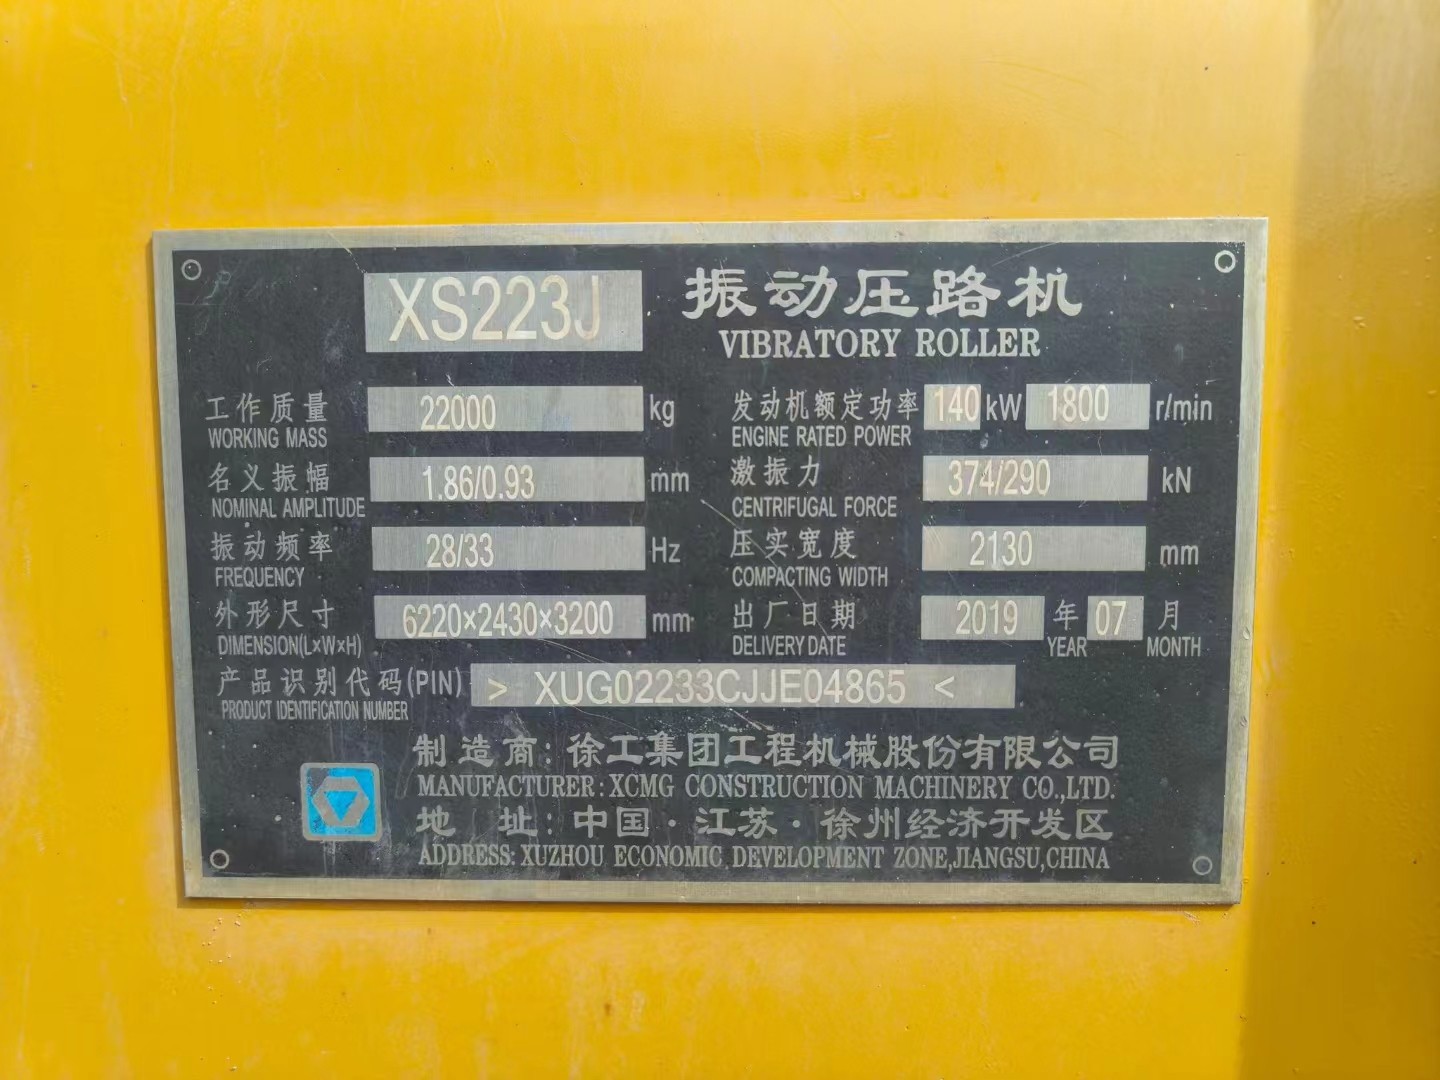 XS223J 振动压路机
VIBRATORY ROLLER
工作质量 22000 kg 发动机额定功率 140 kW 1800 r/min
WORKING MASS ENGINE RATED POWER
名义振幅 1.86/0.93 mm 激振力 374/290 kN
NOMINAL AMPLITUDE CENTRIFUGAL FORCE
振动频率 28/33 Hz 压实宽度 2130 mm
FREQUENCY COMPACTING WIDTH
外形尺寸 6220×2430×3200 mm 出厂日期 2019 年 07 月
DIMENSION(L×W×H) DELIVERY DATE YEAR MONTH
产品识别代码(PIN) > XUG02233CJJE04865 <
PRODUCT IDENTIFICATION NUMBER
制造商:徐工集团工程机械股份有限公司
MANUFACTURER: XCMG CONSTRUCTION MACHINERY CO.,LTD.
地 址:中国·江苏·徐州经济开发区
ADDRESS: XUZHOU ECONOMIC DEVELOPMENT ZONE,JIANGSU,CHINA